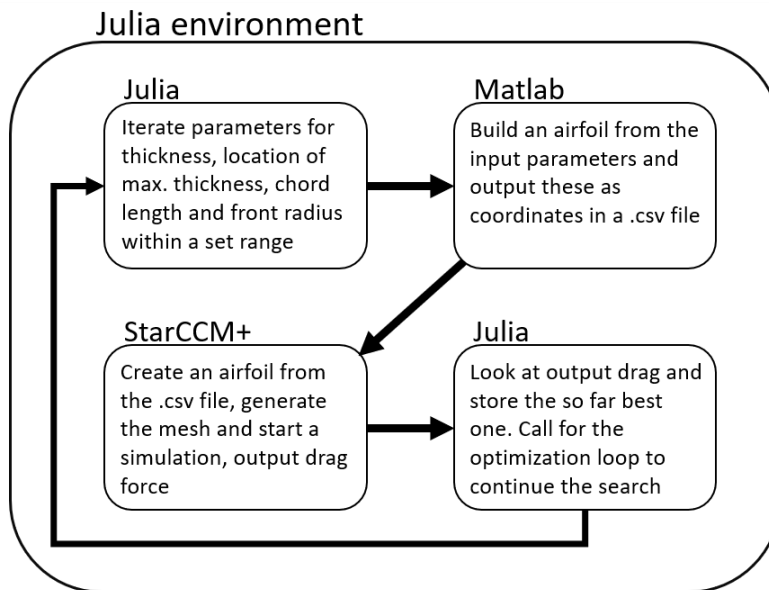 Julia environment
Julia
Iterate parameters for
thickness, location of
max. thickness, chord
length and front radius
within a set range
Matlab
Build an airfoil from the
input parameters and
output these as
coordinates in a .csv file
StarCCM+
Create an airfoil from
the .csv file, generate
the mesh and start a
simulation, output drag
force
Julia
Look at output drag and
store the so far best
one. Call for the
optimization loop to
continue the search